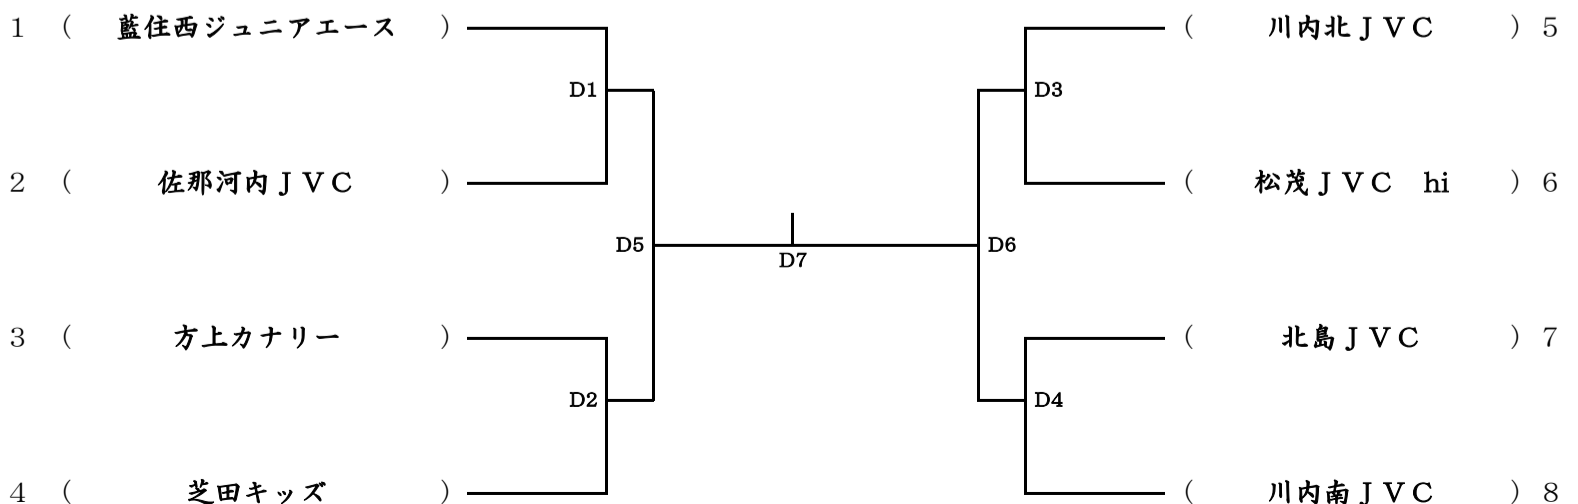 1 ( 藍住西ジュニアエース ) ( 川内北ＪＶＣ ) 5
D1 D3
2 ( 佐那河内ＪＶＣ ) ( 松茂ＪＶＣ　hi ) 6
D5 D6
D7
3 ( 方上カナリー ) ( 北島ＪＶＣ ) 7
D2 D4
4 ( 芝田キッズ ) ( 川内南ＪＶＣ ) 8